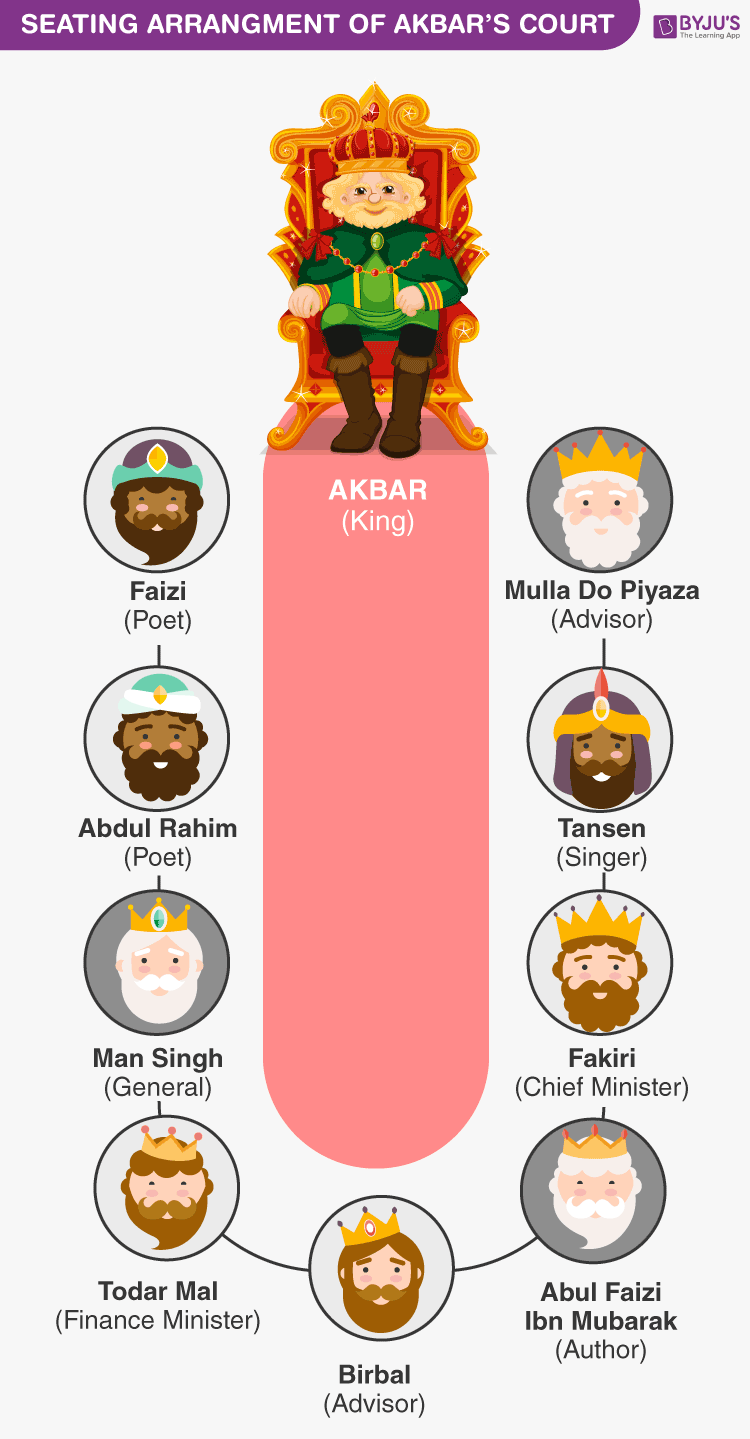 SEATING ARRANGMENT OF AKBAR'S COURT
BYJU'S
The Learning App
AKBAR
(King)
Faizi
(Poet)
Mulla Do Piyaza
(Advisor)
Abdul Rahim
(Poet)
Tansen
(Singer)
Man Singh
(General)
Fakiri
(Chief Minister)
Todar Mal
(Finance Minister)
Abul Faizi
Ibn Mubarak
(Author)
Birbal
(Advisor)